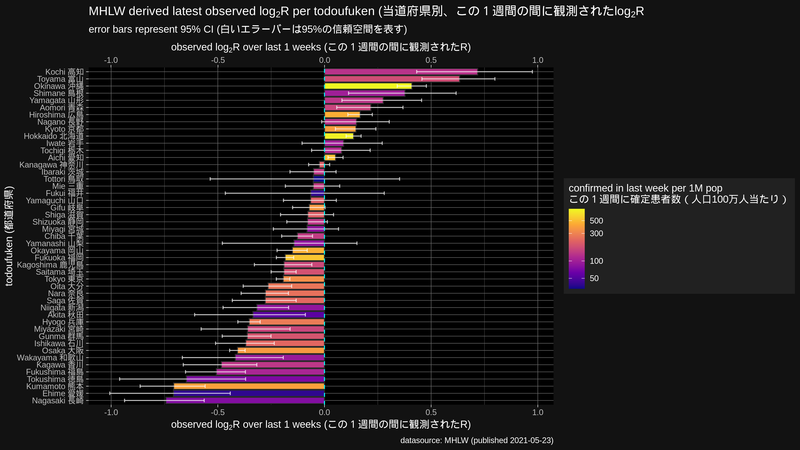 MHLW derived latest observed log2R per todoufuken (当道府県別、この１週間の間に観測されたlog2R
error bars represent 95% CI (白いエラーバーは95%の信頼空間を表す)
observed log2R over last 1 weeks (この１週間の間に観測されたR)
-1.0 -0.5 0.0 0.5 1.0
Kochi 高知
Toyama 富山
Okinawa 沖縄
Shimane 島根
Yamagata 山形
Aomori 青森
Hiroshima 広島
Nagano 長野
Kyoto 京都
Hokkaido 北海道
Iwate 岩手
Tochigi 栃木
Aichi 愛知
Kanagawa 神奈川
Ibaraki 茨城
Tottori 鳥取
Mie 三重
Fukui 福井
Yamaguchi 山口
Gifu 岐阜
Shiga 滋賀
Shizuoka 静岡
Miyagi 宮城
Chiba 千葉
Yamanashi 山梨
Okayama 岡山
Fukuoka 福岡
Kagoshima 鹿児島
Saitama 埼玉
Tokyo 東京
Oita 大分
Nara 奈良
Saga 佐賀
Niigata 新潟
Akita 秋田
Hyogo 兵庫
Miyazaki 宮崎
Gunma 群馬
Ishikawa 石川
Osaka 大阪
Wakayama 和歌山
Kagawa 香川
Fukushima 福島
Tokushima 徳島
Kumamoto 熊本
Ehime 愛媛
Nagasaki 長崎
todoufuken (都道府県)
-1.0 -0.5 0.0 0.5 1.0
observed log2R over last 1 weeks (この１週間の間に観測されたR)
confirmed in last week per 1M pop
この１週間に確定患者数（人口100万人当たり）
500
300
100
50
datasource: MHLW (published 2021-05-23)